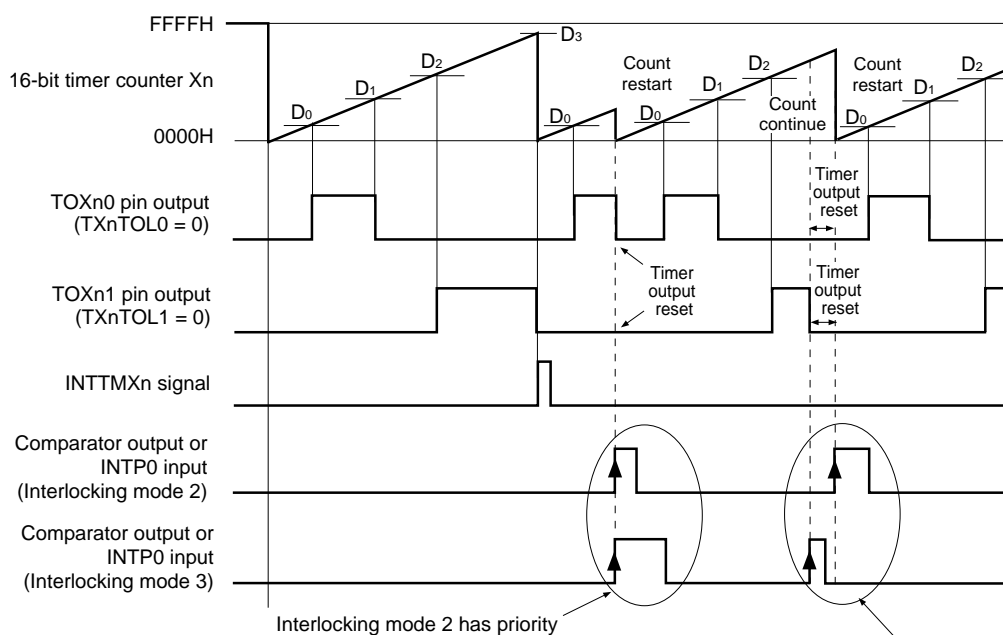 FFFFH
16-bit timer counter Xn
0000H
D0
D1
D2
D3
D0
Count
restart
D0
D1
D2
Count
continue
Count
restart
D0
D1
D2
TOXn0 pin output
(TXnTOL0 = 0)
Timer
output
reset
TOXn1 pin output
(TXnTOL1 = 0)
Timer
output
reset
Timer
output
reset
INTTMXn signal
Comparator output or
INTP0 input
(Interlocking mode 2)
Comparator output or
INTP0 input
(Interlocking mode 3)
Interlocking mode 2 has priority